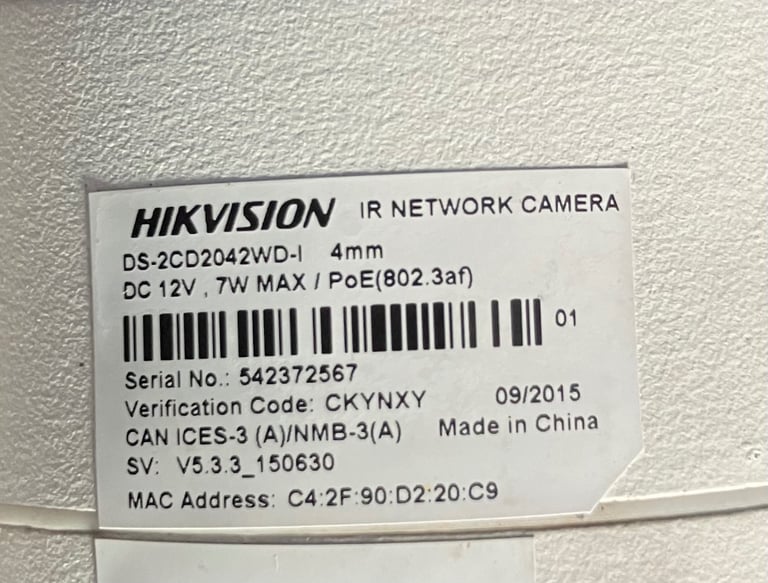 HIKVISION IR NETWORK CAMERA
DS-2CD2042WD-I 4mm
DC 12V , 7W MAX / PoE(802.3af)
01
Serial No.: 542372567
Verification Code: CKYNXY 09/2015
CAN ICES-3 (A)/NMB-3(A) Made in China
SV: V5.3.3_150630
MAC Address: C4:2F:90:D2:20:C9